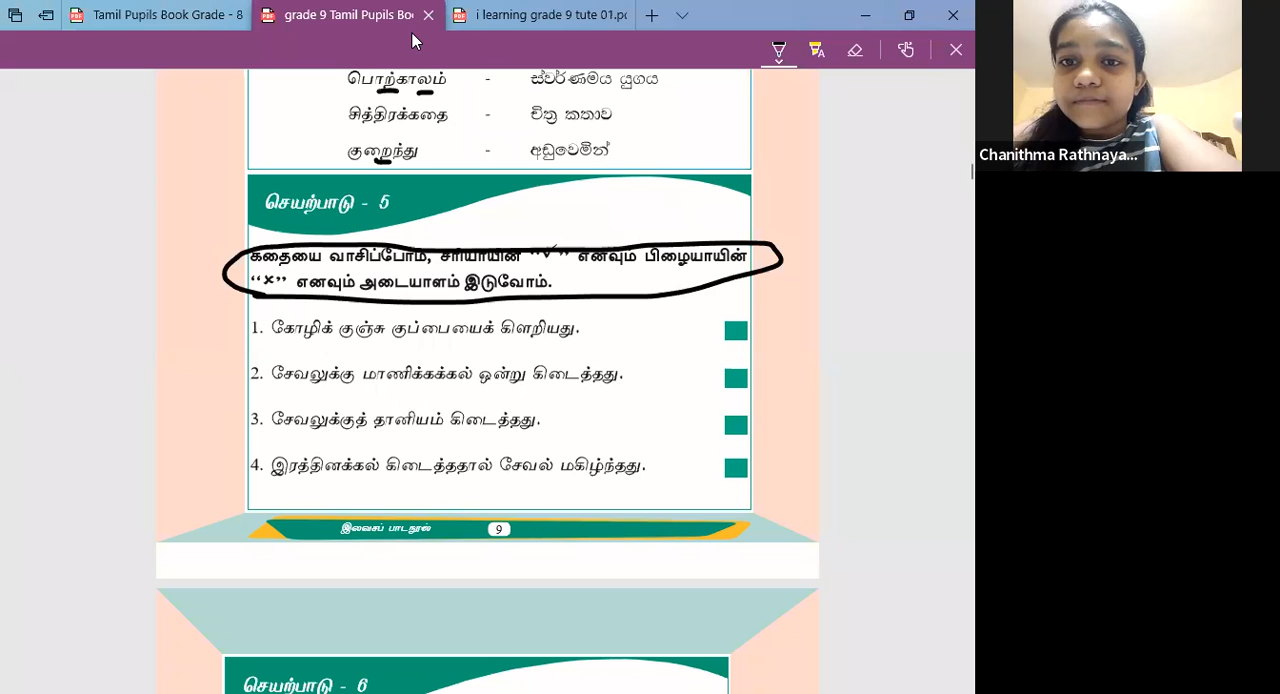 Tamil Pupils Book Grade - 8
grade 9 Tamil Pupils Bo
i learning grade 9 tute 01.pd
பொற்காலம் - ස්වර්ණමය යුගය
சித்திரக்கதை - චිත්‍ර කතාව
குறைந்து - අඩුවෙමින්
செயற்பாடு - 5
கதையை வாசிப்போம், சரியாயின் “✓” எனவும் பிழையாயின்
“×” எனவும் அடையாளம் இடுவோம்.
1. கோழிக் குஞ்சு குப்பையைக் கிளறியது.
2. சேவலுக்கு மாணிக்கக்கல் ஒன்று கிடைத்தது.
3. சேவலுக்குத் தானியம் கிடைத்தது.
4. இரத்தினக்கல் கிடைத்ததால் சேவல் மகிழ்ந்தது.
இலவசப் பாடநூல் 9
செயற்பாடு - 6
Chanithma Rathnaya...